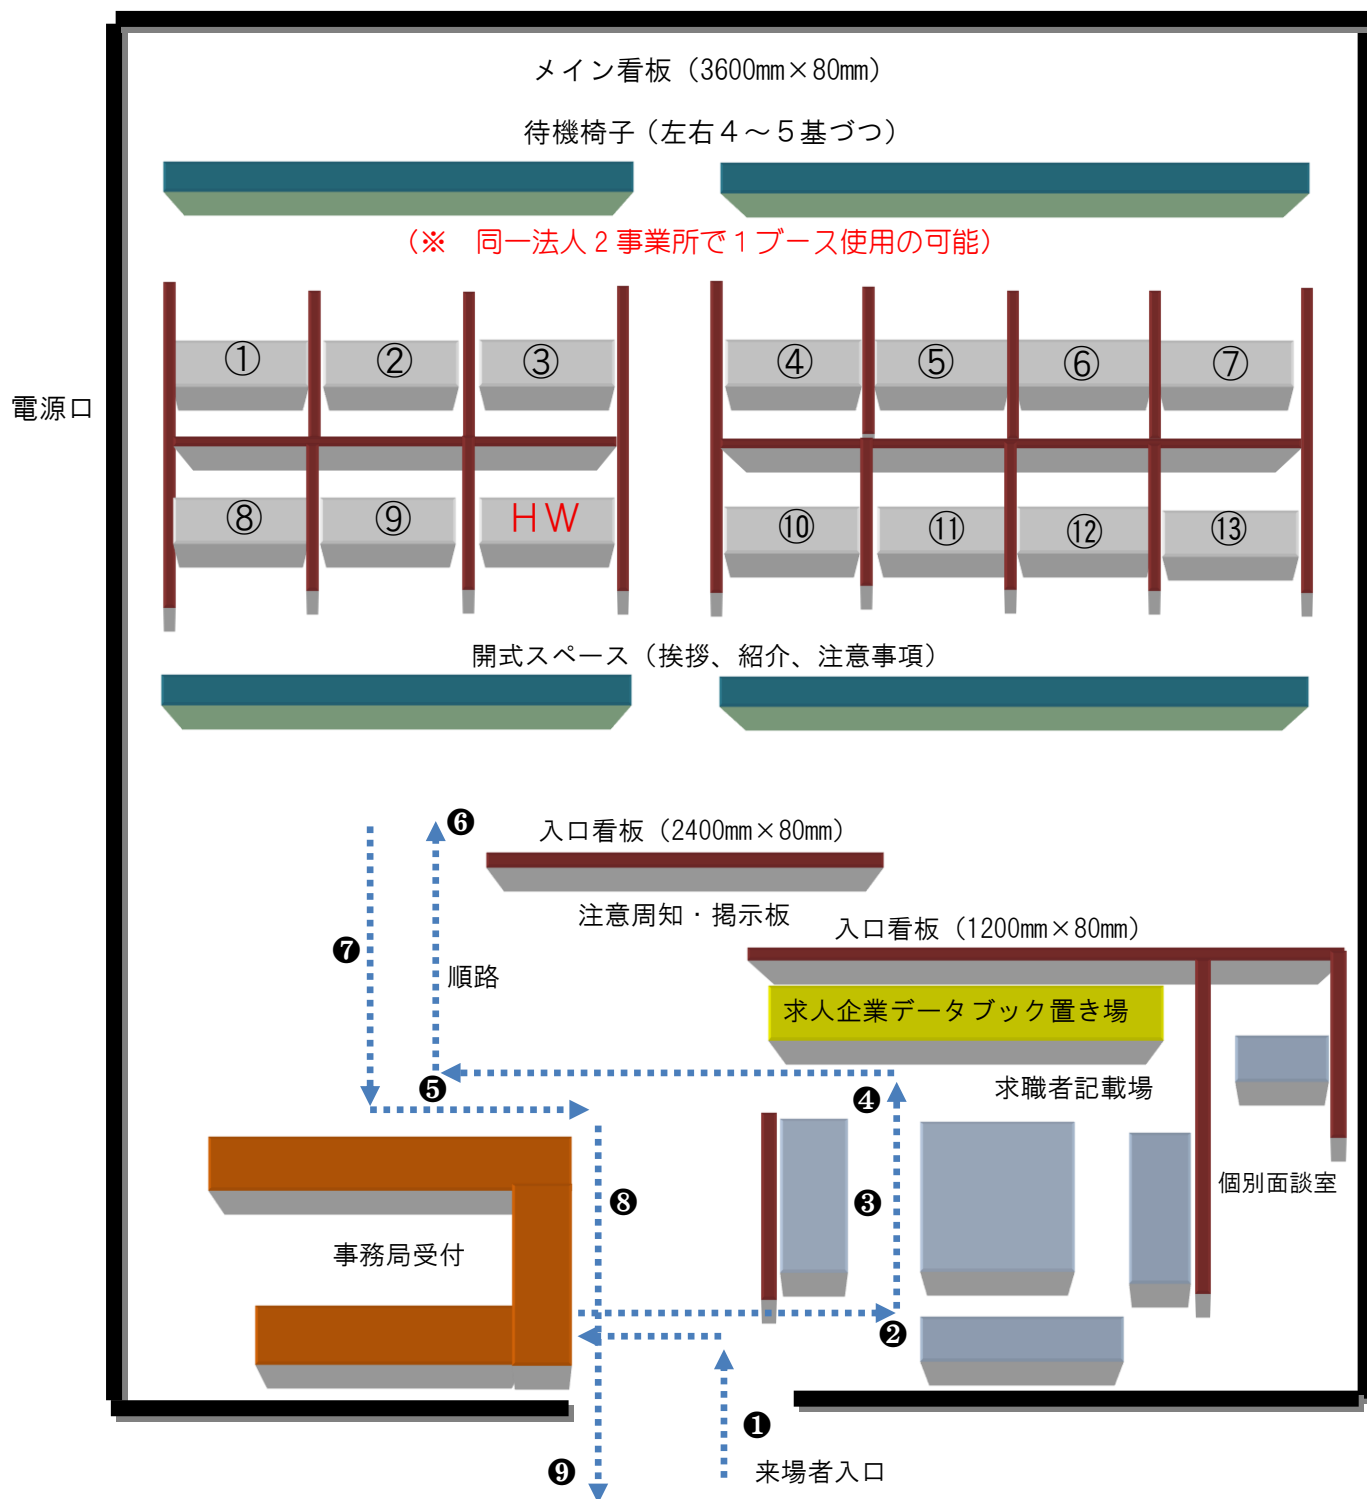 メイン看板（3600㎜×80㎜）
待機椅子（左右４～５基づつ）
（※　同一法人２事業所で１ブース使用の可能）
① ② ③ ④ ⑤ ⑥ ⑦
電源口
⑧ ⑨ ＨＷ ⑩ ⑪ ⑫ ⑬
開式スペース（挨拶、紹介、注意事項）
❻
入口看板（2400㎜×80㎜）
注意周知・掲示板
入口看板（1200㎜×80㎜）
❼
順路
求人企業データブック置き場
❺
❹
求職者記載場
個別面談室
❽
❸
事務局受付
❷
❶
❾
来場者入口